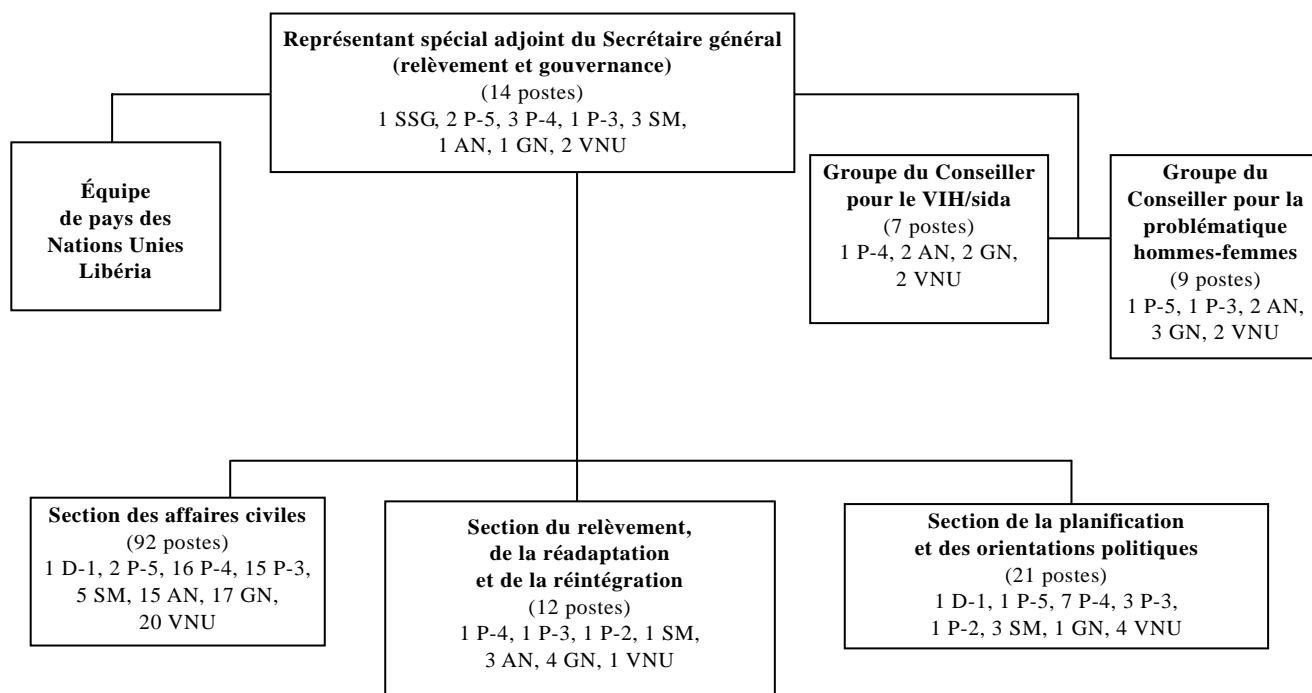 Représentant spécial adjoint du Secrétaire général
(relèvement et gouvernance)
(14 postes)
1 SSG, 2 P-5, 3 P-4, 1 P-3, 3 SM,
1 AN, 1 GN, 2 VNU
Équipe
de pays des
Nations Unies
Libéria
Groupe du Conseiller
pour le VIH/sida
(7 postes)
1 P-4, 2 AN, 2 GN,
2 VNU
Groupe du
Conseiller pour la
problématique
hommes-femmes
(9 postes)
1 P-5, 1 P-3, 2 AN,
3 GN, 2 VNU
Section des affaires civiles
(92 postes)
1 D-1, 2 P-5, 16 P-4, 15 P-3,
5 SM, 15 AN, 17 GN,
20 VNU
Section du relèvement,
de la réadaptation
et de la réintégration
(12 postes)
1 P-4, 1 P-3, 1 P-2, 1 SM,
3 AN, 4 GN, 1 VNU
Section de la planification
et des orientations politiques
(21 postes)
1 D-1, 1 P-5, 7 P-4, 3 P-3,
1 P-2, 3 SM, 1 GN, 4 VNU